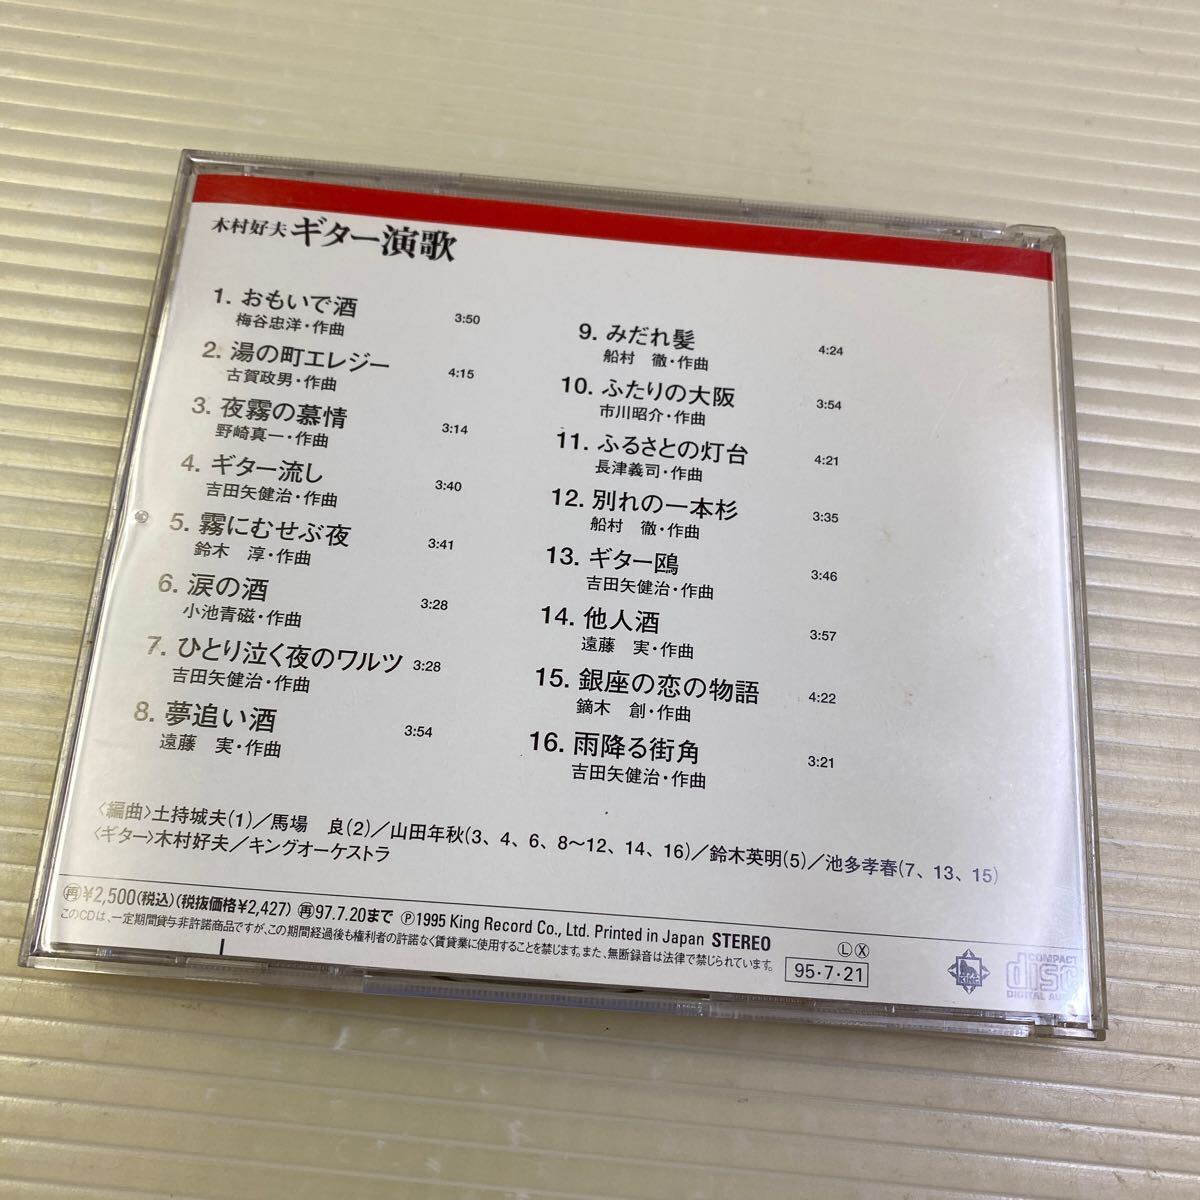 木村好夫 ギター演歌
1. おもいで酒 3:50
梅谷忠洋・作曲
2. 湯の町エレジー 4:15
古賀政男・作曲
3. 夜霧の慕情 3:14
野崎真一・作曲
4. ギター流し 3:40
吉田矢健治・作曲
5. 霧にむせぶ夜 3:41
鈴木 淳・作曲
6. 涙の酒 3:28
小池青磁・作曲
7. ひとり泣く夜のワルツ 3:28
吉田矢健治・作曲
8. 夢追い酒 3:54
遠藤 実・作曲
9. みだれ髪 4:24
船村 徹・作曲
10. ふたりの大阪 3:54
市川昭介・作曲
11. ふるさとの灯台 4:21
長津義司・作曲
12. 別れの一本杉 3:35
船村 徹・作曲
13. ギター鴎 3:46
吉田矢健治・作曲
14. 他人酒 3:57
遠藤 実・作曲
15. 銀座の恋の物語 4:22
鏑木 創・作曲
16. 雨降る街角 3:21
吉田矢健治・作曲
〈編曲〉土持城夫(1)/馬場 良(2)/山田年秋(3、4、6、8〜12、14、16)/鈴木英明(5)/池多孝春(7、13、15)
〈ギター〉木村好夫/キングオーケストラ
再¥2,500(税込)(税抜価格¥2,427) 再97.7.20まで Ⓟ1995 King Record Co., Ltd. Printed in Japan STEREO
このCDは、一定期間貸与非許諾商品ですが、この期間経過後も権利者の許諾なく賃貸業に使用することを禁じます。また、無断録音は法律で禁じられています。
Ⓛ Ⓧ
95・7・21
KING
COMPACT
disc
DIGITAL AUDIO